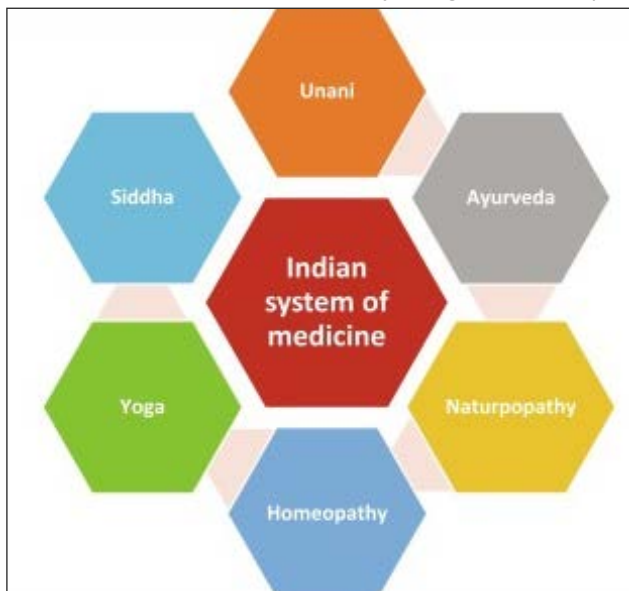 Unani
Siddha
Ayurveda
Indian
system of
medicine
Yoga
Naturpopathy
Homeopathy